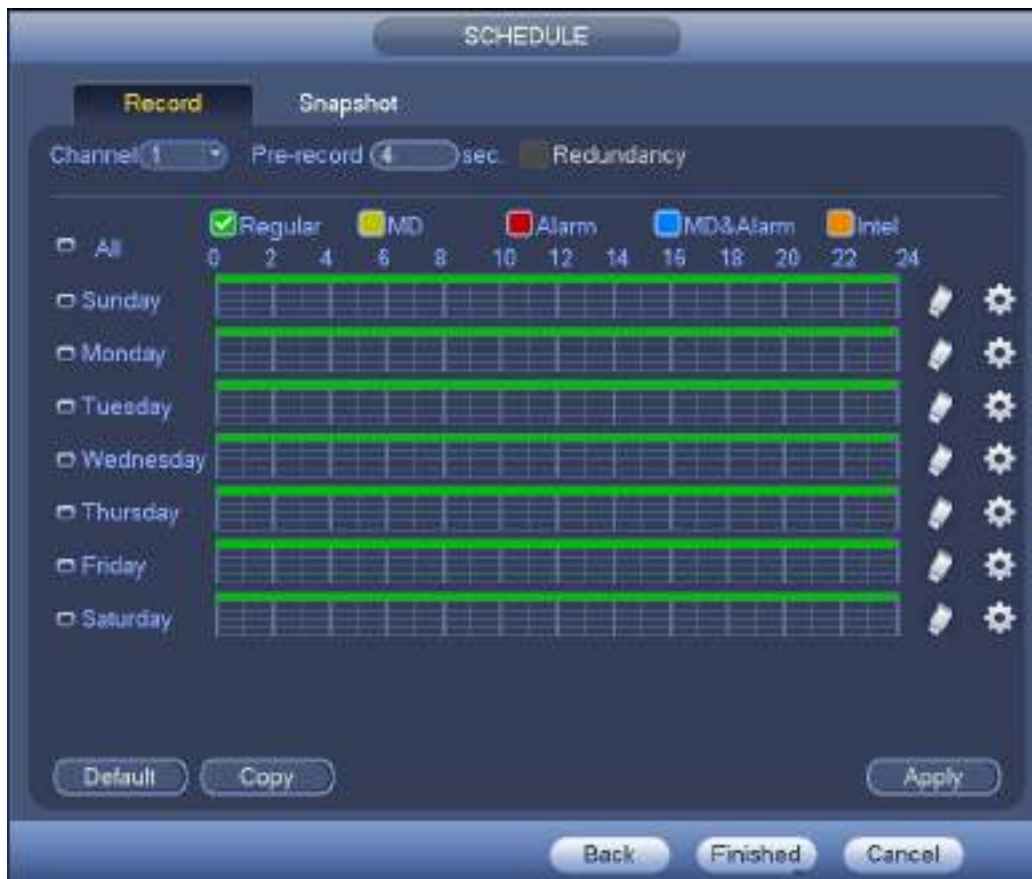 SCHEDULE
Record Snapshot
Channel 1 Pre-record 4 sec. Redundancy
Regular MD Alarm MD&Alarm Intel
All 0 2 4 6 8 10 12 14 16 18 20 22 24
Sunday
Monday
Tuesday
Wednesday
Thursday
Friday
Saturday
Default Copy Apply
Back Finished Cancel